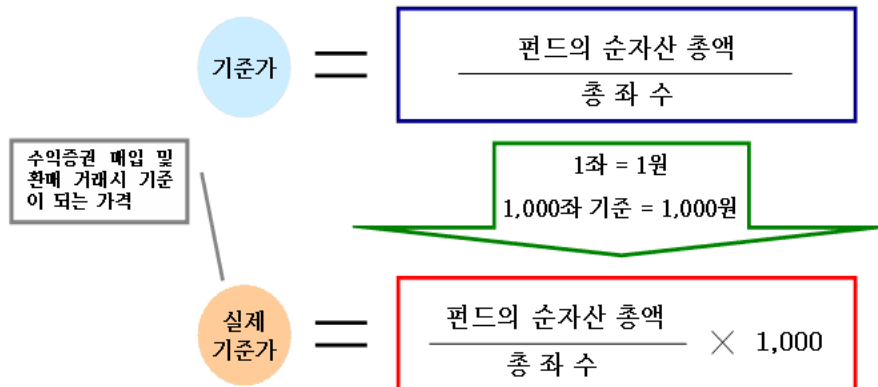 기준가
=
펀드의 순자산 총액
총 좌 수
수익증권 매입 및
환매 거래시 기준
이 되는 가격
1좌 = 1원
1,000좌 기준 = 1,000원
실제
기준가
=
펀드의 순자산 총액
총 좌 수
× 1,000